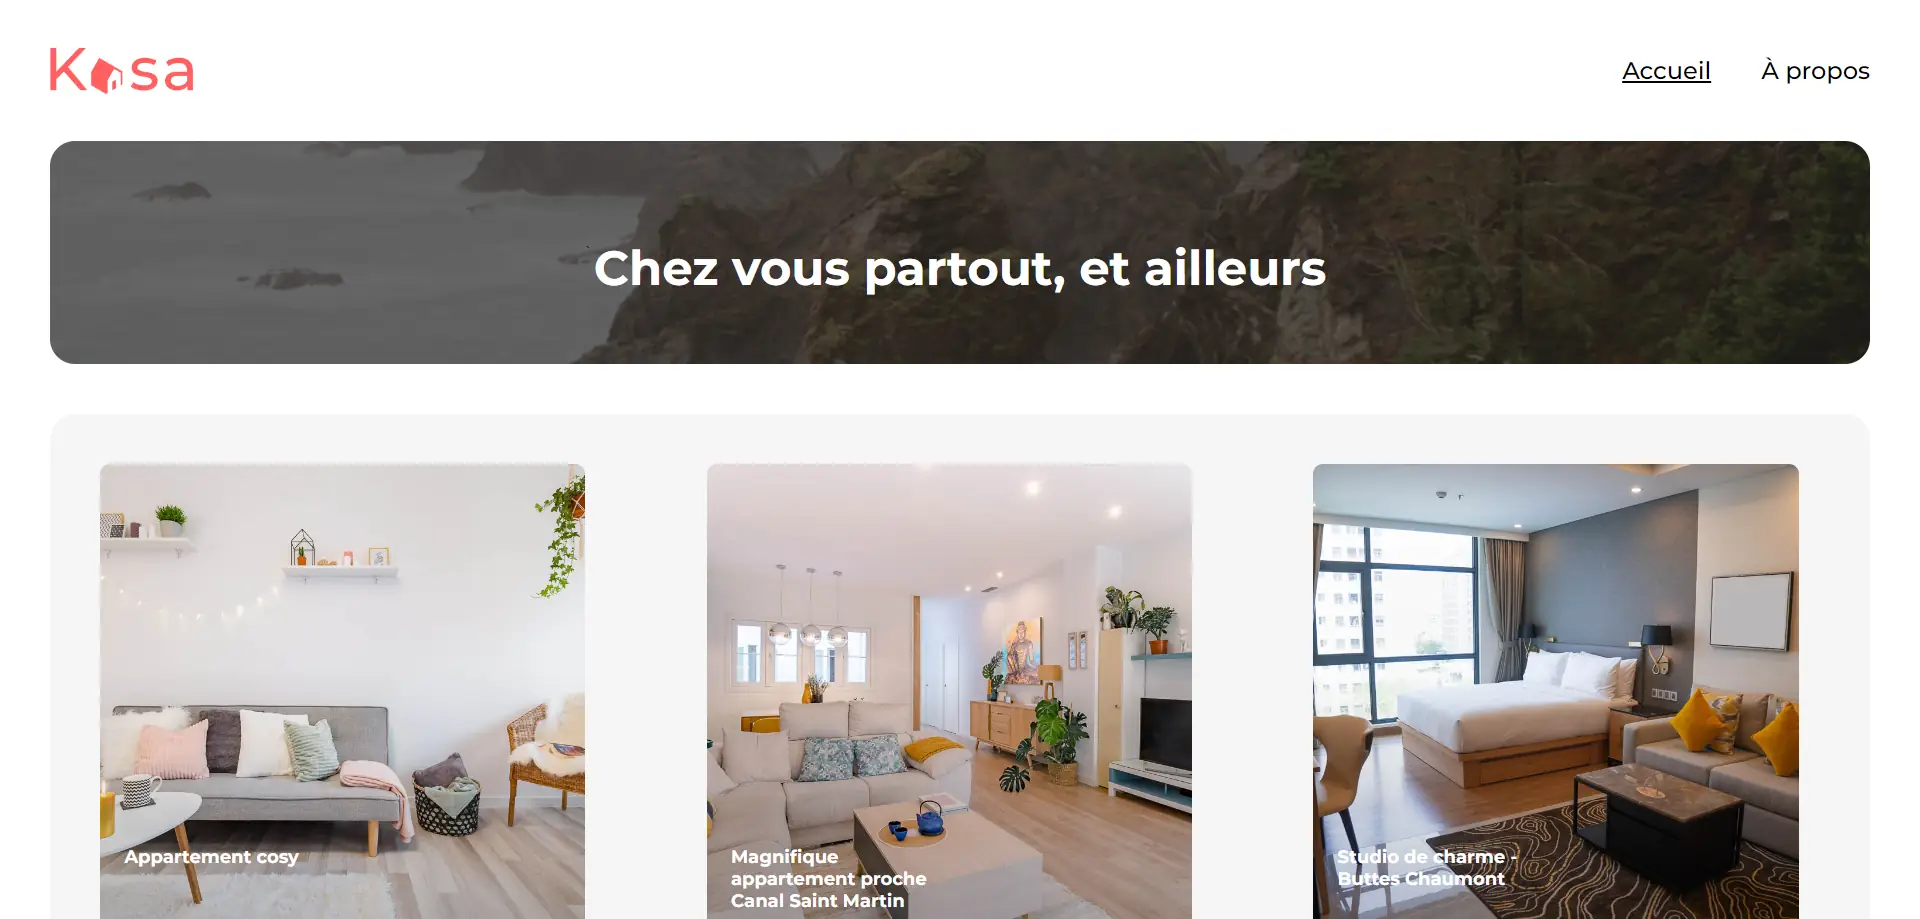 Kasa
Accueil
À propos
Chez vous partout, et ailleurs
Appartement cosy
Magnifique
appartement proche
Canal Saint Martin
Studio de charme -
Buttes Chaumont